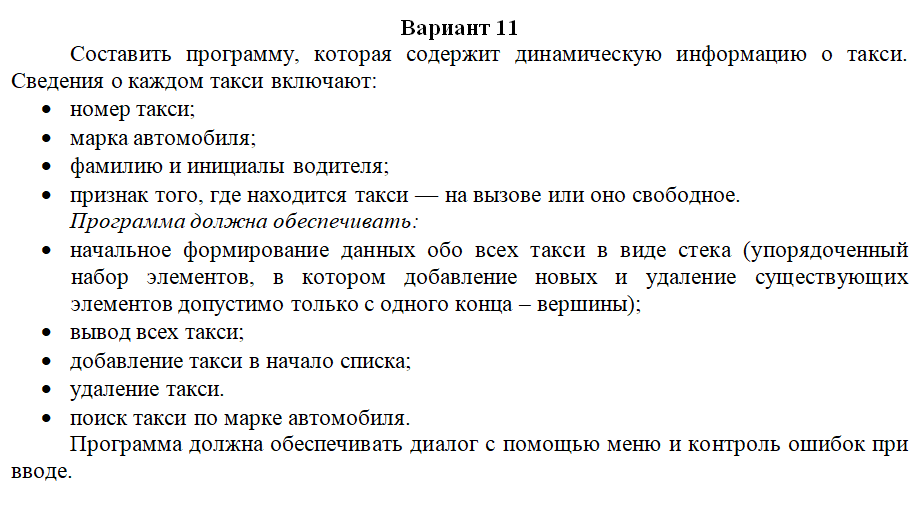 Вариант 11
Составить программу, которая содержит динамическую информацию о такси.
Сведения о каждом такси включают:
• номер такси;
• марка автомобиля;
• фамилию и инициалы водителя;
• признак того, где находится такси — на вызове или оно свободное.
Программа должна обеспечивать:
• начальное формирование данных обо всех такси в виде стека (упорядоченный
набор элементов, в котором добавление новых и удаление существующих
элементов допустимо только с одного конца – вершины);
• вывод всех такси;
• добавление такси в начало списка;
• удаление такси.
• поиск такси по марке автомобиля.
Программа должна обеспечивать диалог с помощью меню и контроль ошибок при
вводе.